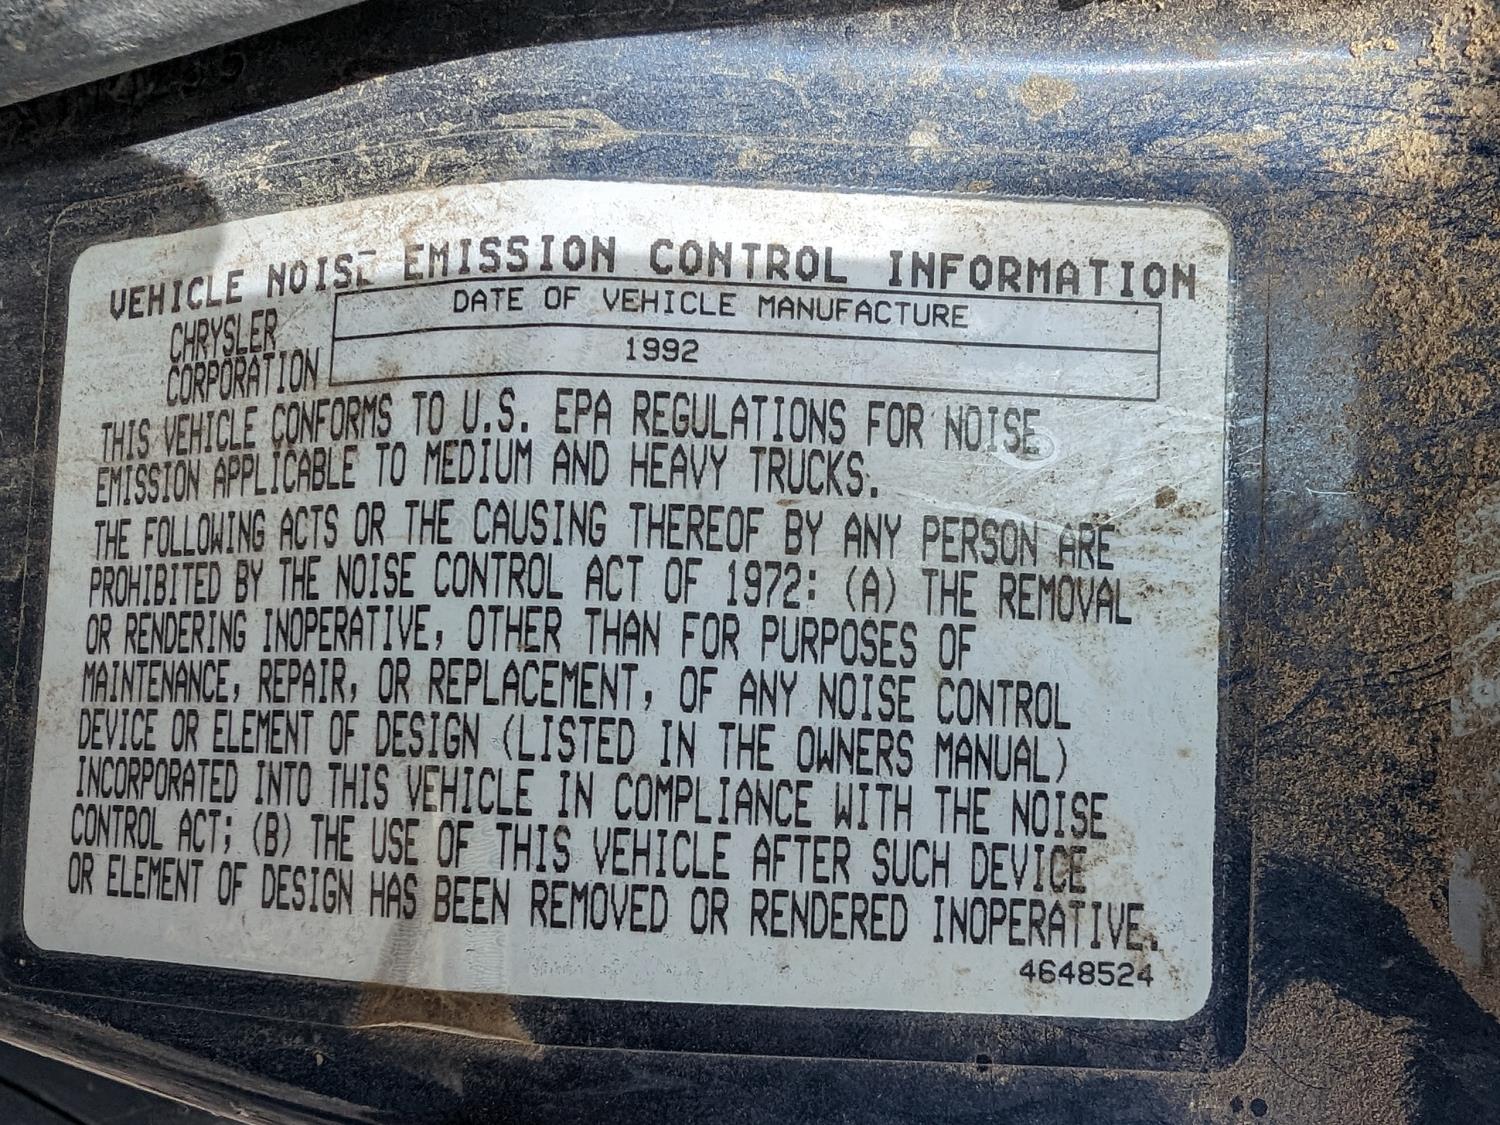 VEHICLE NOISE EMISSION CONTROL INFORMATION
CHRYSLER
CORPORATION
DATE OF VEHICLE MANUFACTURE
1992
THIS VEHICLE CONFORMS TO U.S. EPA REGULATIONS FOR NOISE
EMISSION APPLICABLE TO MEDIUM AND HEAVY TRUCKS.
THE FOLLOWING ACTS OR THE CAUSING THEREOF BY ANY PERSON ARE
PROHIBITED BY THE NOISE CONTROL ACT OF 1972: (A) THE REMOVAL
OR RENDERING INOPERATIVE, OTHER THAN FOR PURPOSES OF
MAINTENANCE, REPAIR, OR REPLACEMENT, OF ANY NOISE CONTROL
DEVICE OR ELEMENT OF DESIGN (LISTED IN THE OWNERS MANUAL)
INCORPORATED INTO THIS VEHICLE IN COMPLIANCE WITH THE NOISE
CONTROL ACT; (B) THE USE OF THIS VEHICLE AFTER SUCH DEVICE
OR ELEMENT OF DESIGN HAS BEEN REMOVED OR RENDERED INOPERATIVE.
4648524